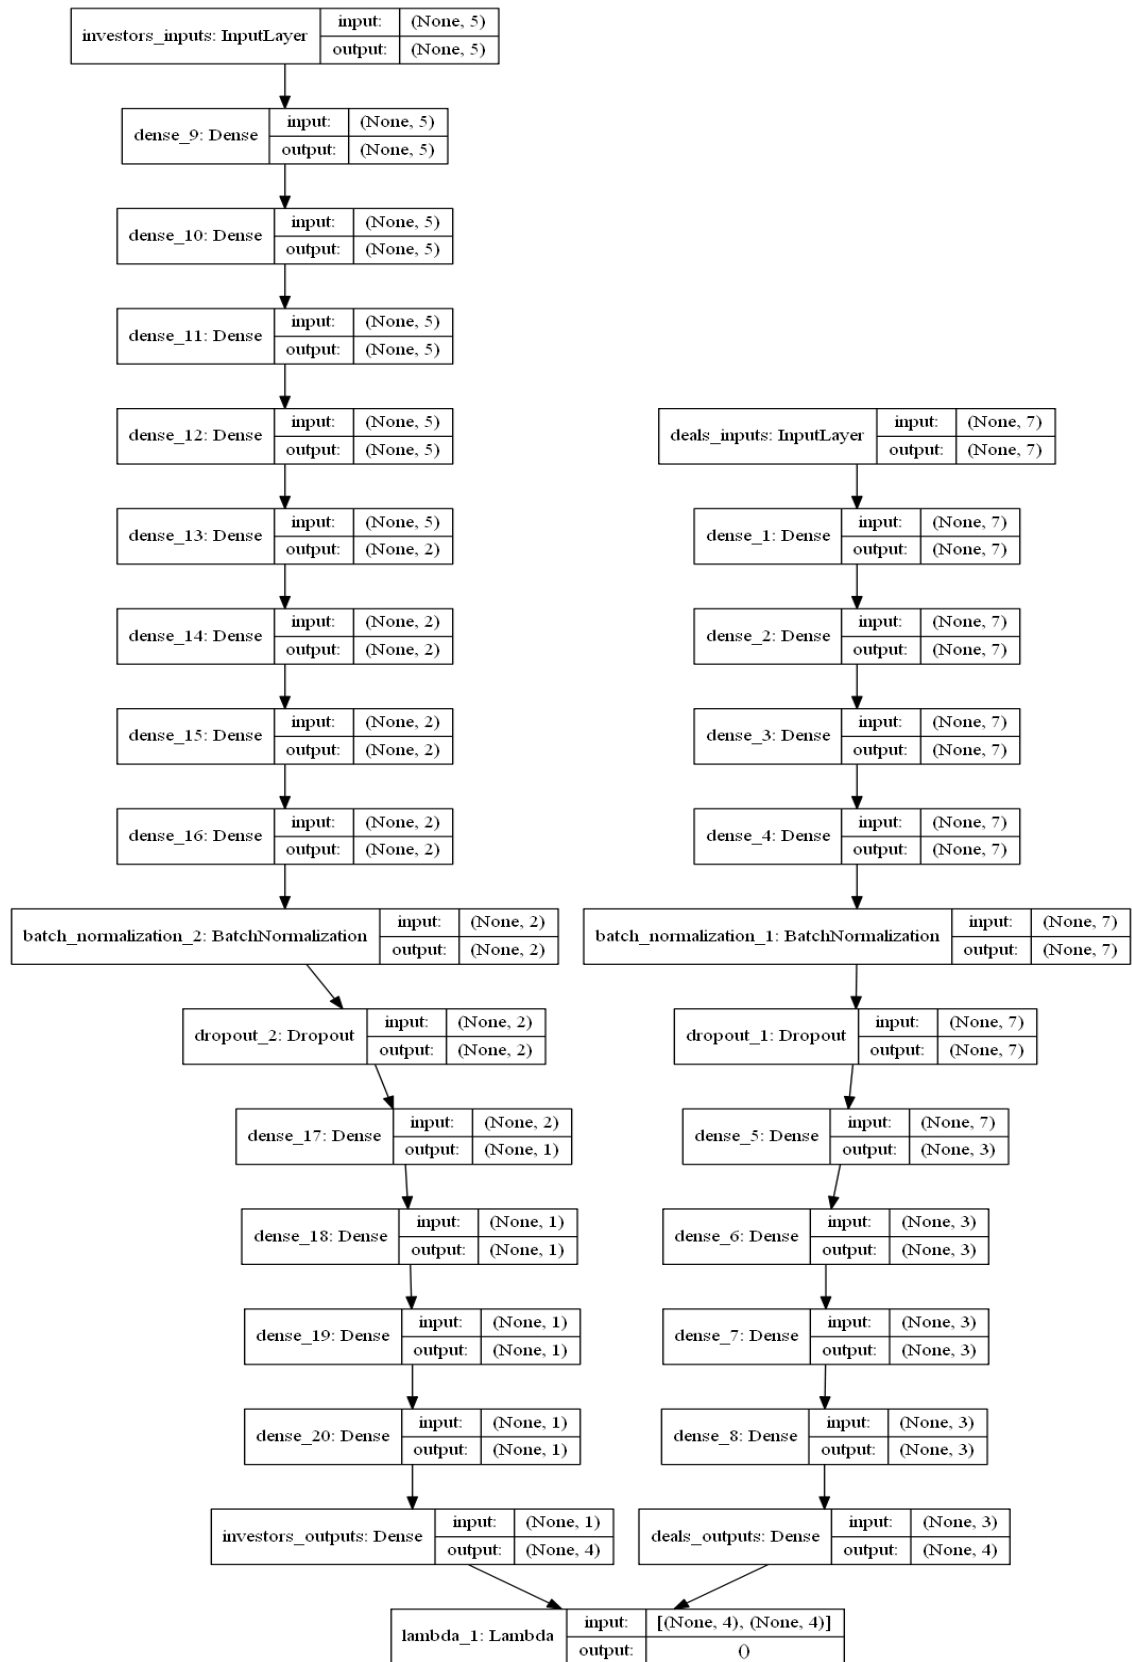 investors_inputs: InputLayer
input: (None, 5)
output: (None, 5)
dense_9: Dense
input: (None, 5)
output: (None, 5)
dense_10: Dense
input: (None, 5)
output: (None, 5)
dense_11: Dense
input: (None, 5)
output: (None, 5)
dense_12: Dense
input: (None, 5)
output: (None, 5)
dense_13: Dense
input: (None, 5)
output: (None, 2)
dense_14: Dense
input: (None, 2)
output: (None, 2)
dense_15: Dense
input: (None, 2)
output: (None, 2)
dense_16: Dense
input: (None, 2)
output: (None, 2)
batch_normalization_2: BatchNormalization
input: (None, 2)
output: (None, 2)
dropout_2: Dropout
input: (None, 2)
output: (None, 2)
dense_17: Dense
input: (None, 2)
output: (None, 1)
dense_18: Dense
input: (None, 1)
output: (None, 1)
dense_19: Dense
input: (None, 1)
output: (None, 1)
dense_20: Dense
input: (None, 1)
output: (None, 1)
investors_outputs: Dense
input: (None, 1)
output: (None, 4)
deals_inputs: InputLayer
input: (None, 7)
output: (None, 7)
dense_1: Dense
input: (None, 7)
output: (None, 7)
dense_2: Dense
input: (None, 7)
output: (None, 7)
dense_3: Dense
input: (None, 7)
output: (None, 7)
dense_4: Dense
input: (None, 7)
output: (None, 7)
batch_normalization_1: BatchNormalization
input: (None, 7)
output: (None, 7)
dropout_1: Dropout
input: (None, 7)
output: (None, 7)
dense_5: Dense
input: (None, 7)
output: (None, 3)
dense_6: Dense
input: (None, 3)
output: (None, 3)
dense_7: Dense
input: (None, 3)
output: (None, 3)
dense_8: Dense
input: (None, 3)
output: (None, 3)
deals_outputs: Dense
input: (None, 3)
output: (None, 4)
lambda_1: Lambda
input: [(None, 4), (None, 4)]
output: ()